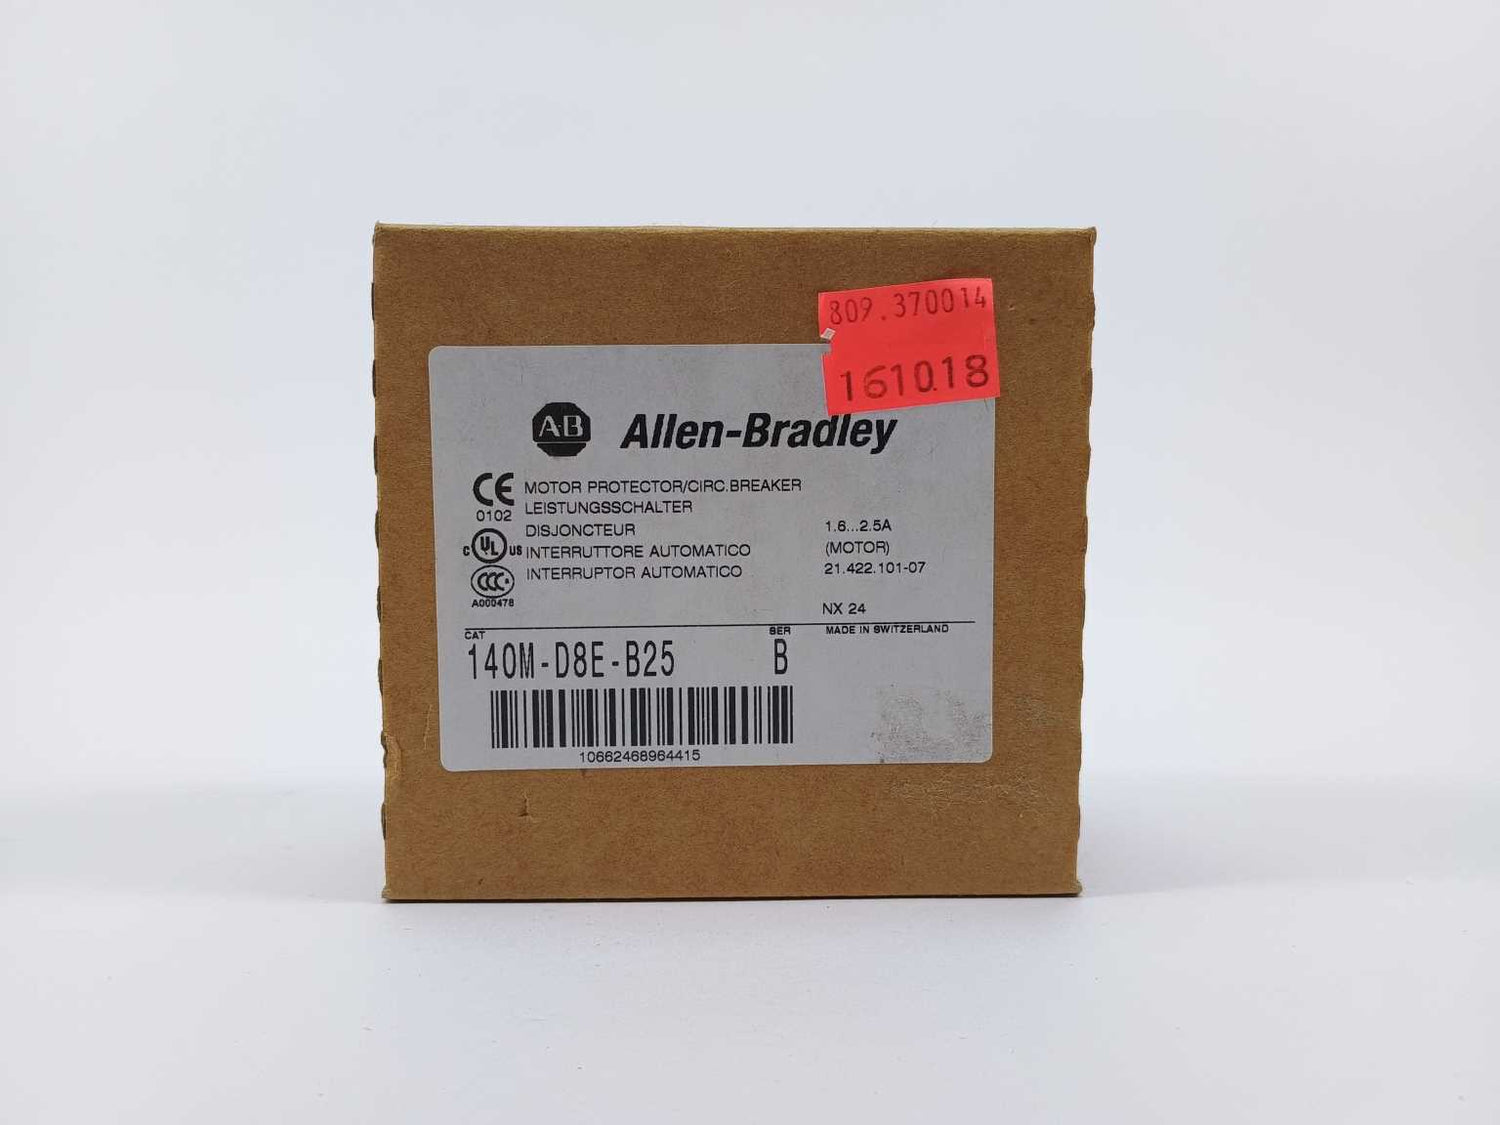 809.370014
161018
AB Allen-Bradley
CE
0102
MOTOR PROTECTOR/CIRC.BREAKER
LEISTUNGSSCHALTER
DISJONCTEUR
INTERRUTTORE AUTOMATICO
INTERRUPTOR AUTOMATICO
C UL US
CCC
A000478
1.6...2.5A
(MOTOR)
21.422.101-07
NX 24
MADE IN SWITZERLAND
CAT
140M-D8E-B25
SER
B
10662468964415